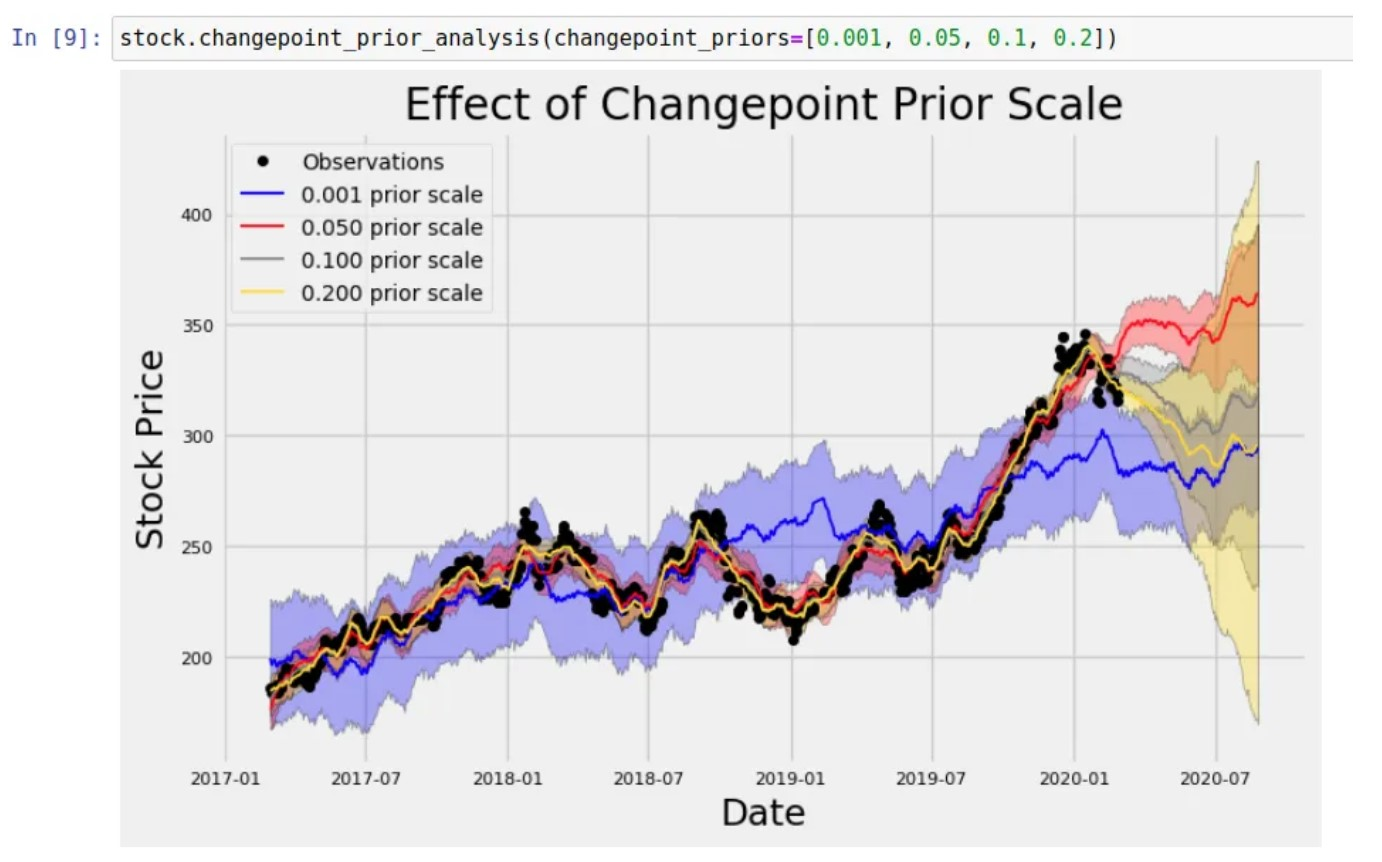 In [9]: stock.changepoint_prior_analysis(changepoint_priors=[0.001, 0.05, 0.1, 0.2])
Effect of Changepoint Prior Scale
Observations
0.001 prior scale
0.050 prior scale
0.100 prior scale
0.200 prior scale
400
350
300
250
200
Stock Price
2017-01 2017-07 2018-01 2018-07 2019-01 2019-07 2020-01 2020-07
Date